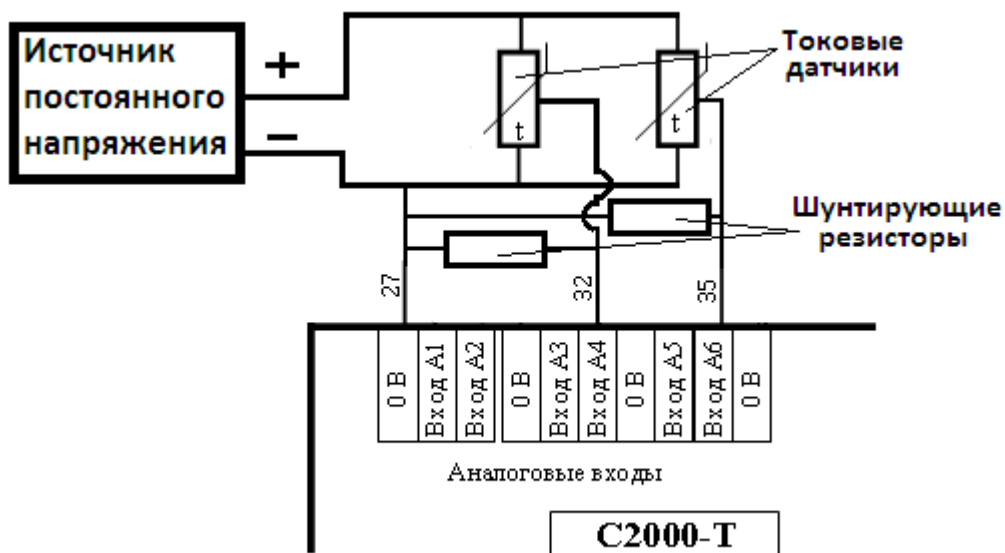 Источник
постоянного
напряжения
+
−
Токовые
датчики
t
t
Шунтирующие
резисторы
27
32
35
0 В
Вход А1
Вход А2
0 В
Вход А3
Вход А4
0 В
Вход А5
Вход А6
0 В
Аналоговые входы
С2000-Т